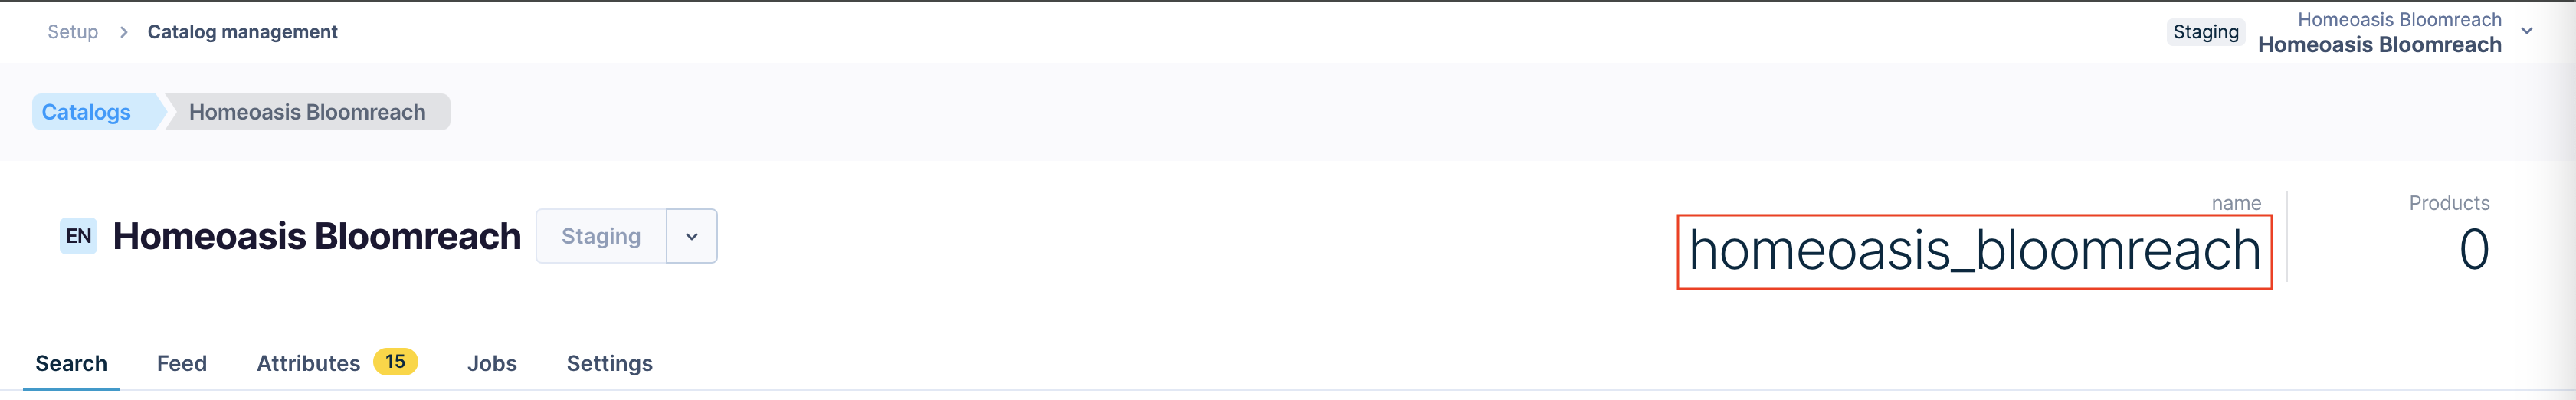 Setup > Catalog management
Staging
Homeoasis Bloomreach
Homeoasis Bloomreach
Catalogs
Homeoasis Bloomreach
EN Homeoasis Bloomreach
Staging
name
homeoasis_bloomreach
Products
0
Search Feed Attributes 15 Jobs Settings